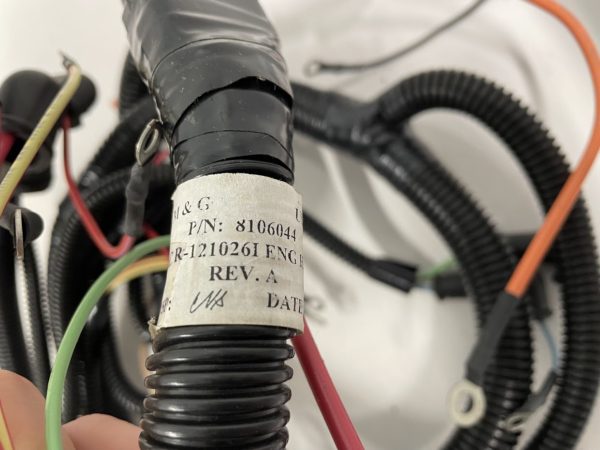 M & G
P/N: 8106044
R-121026I ENG
REV. A
DATE